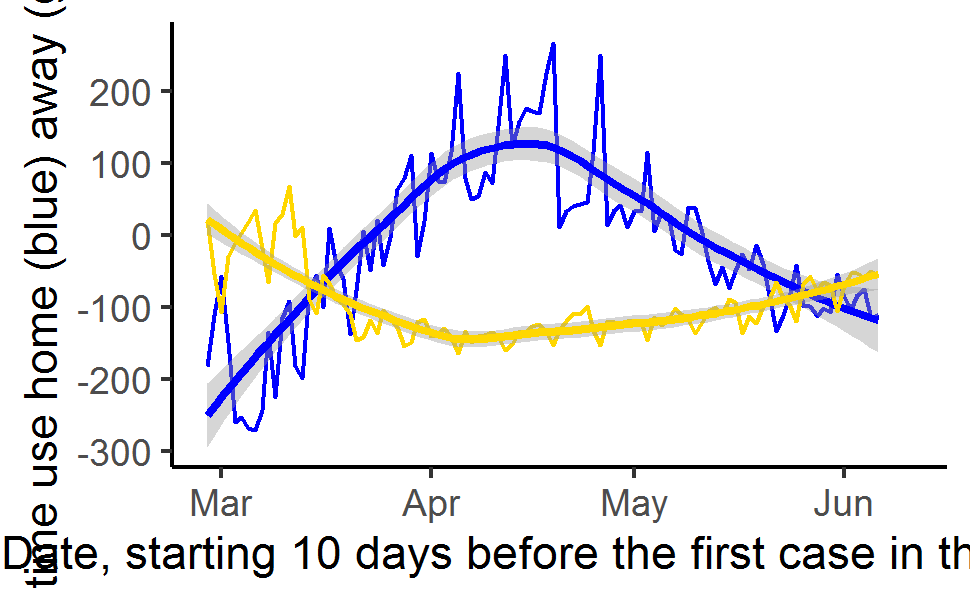 time use home (blue) away (g
200
100
0
-100
-200
-300
Mar Apr May Jun
Date, starting 10 days before the first case in th